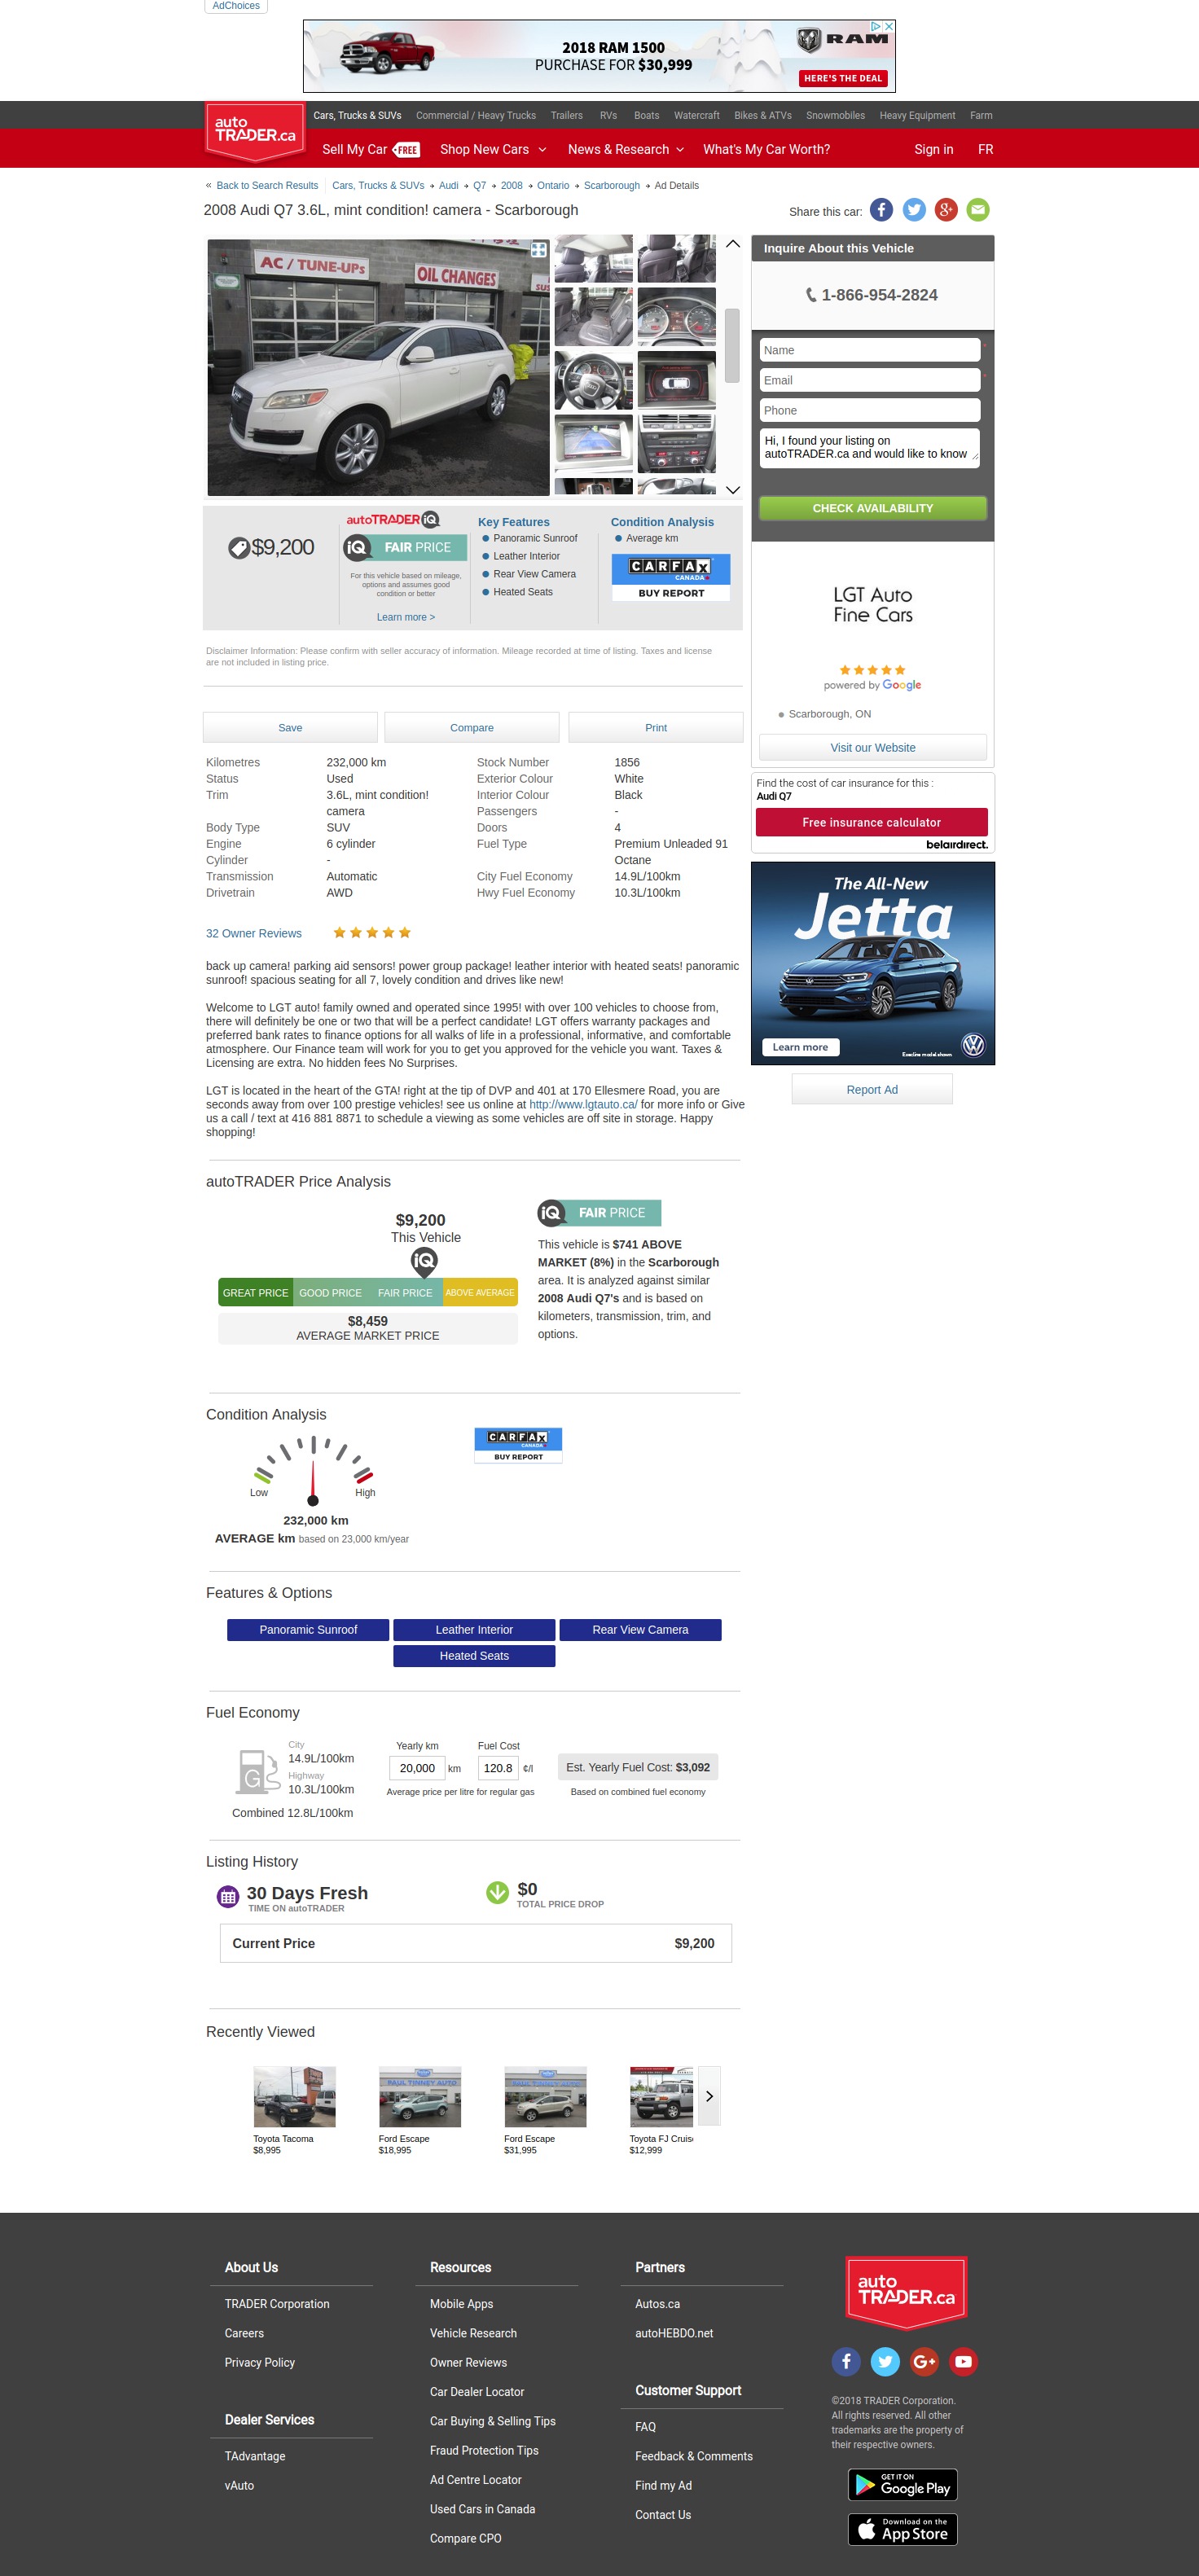 AdChoices
2018 RAM 1500
PURCHASE FOR $30,999
RAM
HERE'S THE DEAL
auto
TRADER.ca
Cars, Trucks & SUVs Commercial / Heavy Trucks Trailers RVs Boats Watercraft Bikes & ATVs Snowmobiles Heavy Equipment Farm
Sell My Car FREE Shop New Cars News & Research What's My Car Worth? Sign in FR
« Back to Search Results Cars, Trucks & SUVs Audi Q7 2008 Ontario Scarborough Ad Details
2008 Audi Q7 3.6L, mint condition! camera - Scarborough
Share this car:
AC / TUNE-UPS
OIL CHANGES
SUS
Inquire About this Vehicle
1-866-954-2824
Name
Email
Phone
Hi, I found your listing on
autoTRADER.ca and would like to know
CHECK AVAILABILITY
$9,200
autoTRADER iQ
iQ FAIR PRICE
For this vehicle based on mileage,
options and assumes good
condition or better
Learn more >
Key Features
Panoramic Sunroof
Leather Interior
Rear View Camera
Heated Seats
Condition Analysis
Average km
CARFAX
CANADA
BUY REPORT
LGT Auto
Fine Cars
powered by Google
Scarborough, ON
Visit our Website
Disclaimer Information: Please confirm with seller accuracy of information. Mileage recorded at time of listing. Taxes and license
are not included in listing price.
Save Compare Print
Find the cost of car insurance for this :
Audi Q7
Free insurance calculator
belairdirect.
Kilometres 232,000 km Stock Number 1856
Status Used Exterior Colour White
Trim 3.6L, mint condition! Interior Colour Black
camera Passengers -
Body Type SUV Doors 4
Engine 6 cylinder Fuel Type Premium Unleaded 91
Cylinder - Octane
Transmission Automatic City Fuel Economy 14.9L/100km
Drivetrain AWD Hwy Fuel Economy 10.3L/100km
The All-New
Jetta
Learn more
Execline model shown
Report Ad
32 Owner Reviews
back up camera! parking aid sensors! power group package! leather interior with heated seats! panoramic
sunroof! spacious seating for all 7, lovely condition and drives like new!
Welcome to LGT auto! family owned and operated since 1995! with over 100 vehicles to choose from,
there will definitely be one or two that will be a perfect candidate! LGT offers warranty packages and
preferred bank rates to finance options for all walks of life in a professional, informative, and comfortable
atmosphere. Our Finance team will work for you to get you approved for the vehicle you want. Taxes &
Licensing are extra. No hidden fees No Surprises.
LGT is located in the heart of the GTA! right at the tip of DVP and 401 at 170 Ellesmere Road, you are
seconds away from over 100 prestige vehicles! see us online at http://www.lgtauto.ca/ for more info or Give
us a call / text at 416 881 8871 to schedule a viewing as some vehicles are off site in storage. Happy
shopping!
autoTRADER Price Analysis
$9,200
This Vehicle
iQ
GREAT PRICE GOOD PRICE FAIR PRICE ABOVE AVERAGE
$8,459
AVERAGE MARKET PRICE
iQ FAIR PRICE
This vehicle is $741 ABOVE
MARKET (8%) in the Scarborough
area. It is analyzed against similar
2008 Audi Q7's and is based on
kilometers, transmission, trim, and
options.
Condition Analysis
Low High
232,000 km
AVERAGE km based on 23,000 km/year
CARFAX
CANADA
BUY REPORT
Features & Options
Panoramic Sunroof Leather Interior Rear View Camera
Heated Seats
Fuel Economy
City
14.9L/100km
Highway
10.3L/100km
Combined 12.8L/100km
Yearly km Fuel Cost
20,000 km 120.8 ¢/l
Average price per litre for regular gas
Est. Yearly Fuel Cost: $3,092
Based on combined fuel economy
Listing History
30 Days Fresh
TIME ON autoTRADER
$0
TOTAL PRICE DROP
Current Price $9,200
Recently Viewed
PAUL TINNEY AUTO
PAUL TINNEY AUTO
Toyota Tacoma Ford Escape Ford Escape Toyota FJ Cruis
$8,995 $18,995 $31,995 $12,999
About Us
TRADER Corporation
Careers
Privacy Policy
Dealer Services
TAdvantage
vAuto
Resources
Mobile Apps
Vehicle Research
Owner Reviews
Car Dealer Locator
Car Buying & Selling Tips
Fraud Protection Tips
Ad Centre Locator
Used Cars in Canada
Compare CPO
Partners
Autos.ca
autoHEBDO.net
Customer Support
FAQ
Feedback & Comments
Find my Ad
Contact Us
auto
TRADER.ca
©2018 TRADER Corporation.
All rights reserved. All other
trademarks are the property of
their respective owners.
GET IT ON
Google Play
Download on the
App Store